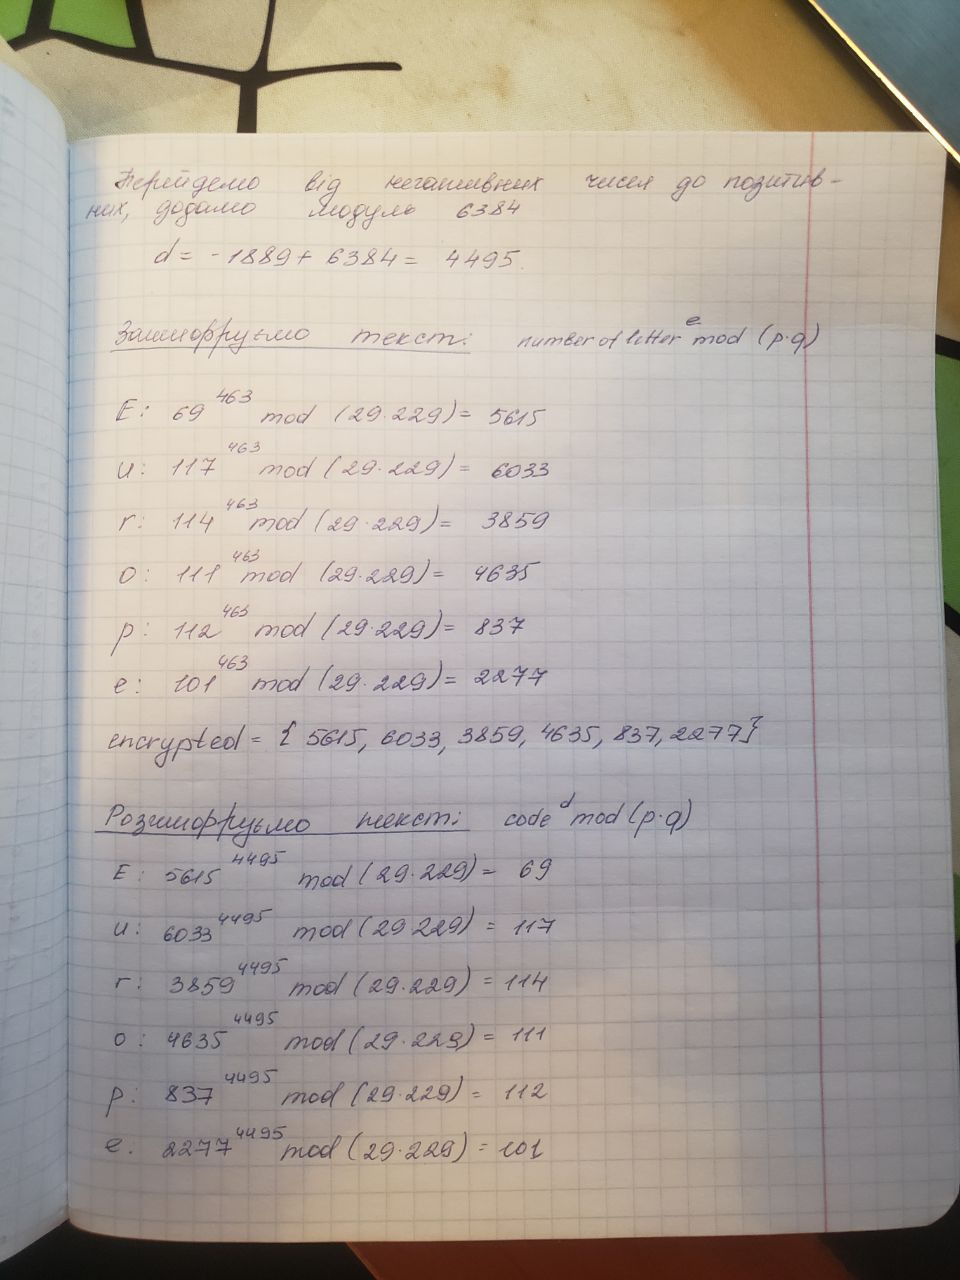 Перейдемо від негативних чисел до позитив-
них, додамо модуль 6384
d = -1889 + 6384 = 4495.
Зашифруємо текст: number of letter^e mod (p·q)
E: 69^463 mod (29·229) = 5615
u: 117^463 mod (29·229) = 6033
r: 114^463 mod (29·229) = 3859
o: 111^463 mod (29·229) = 4635
p: 112^463 mod (29·229) = 837
e: 101^463 mod (29·229) = 2277
encrypted = {5615, 6033, 3859, 4635, 837, 2277}
Розшифруємо текст: code^d mod (p·q)
E: 5615^4495 mod (29·229) = 69
u: 6033^4495 mod (29·229) = 117
r: 3859^4495 mod (29·229) = 114
o: 4635^4495 mod (29·229) = 111
p: 837^4495 mod (29·229) = 112
e: 2277^4495 mod (29·229) = 101